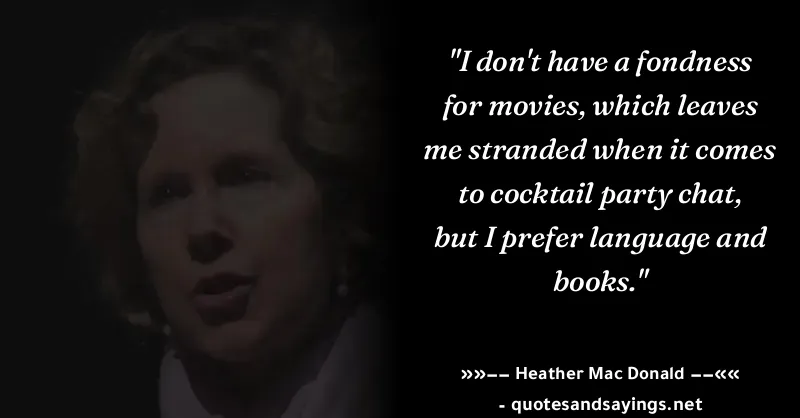 "I don't have a fondness
for movies, which leaves
me stranded when it comes
to cocktail party chat,
but I prefer language and
books."
»»–– Heather Mac Donald ––««
- quotesandsayings.net